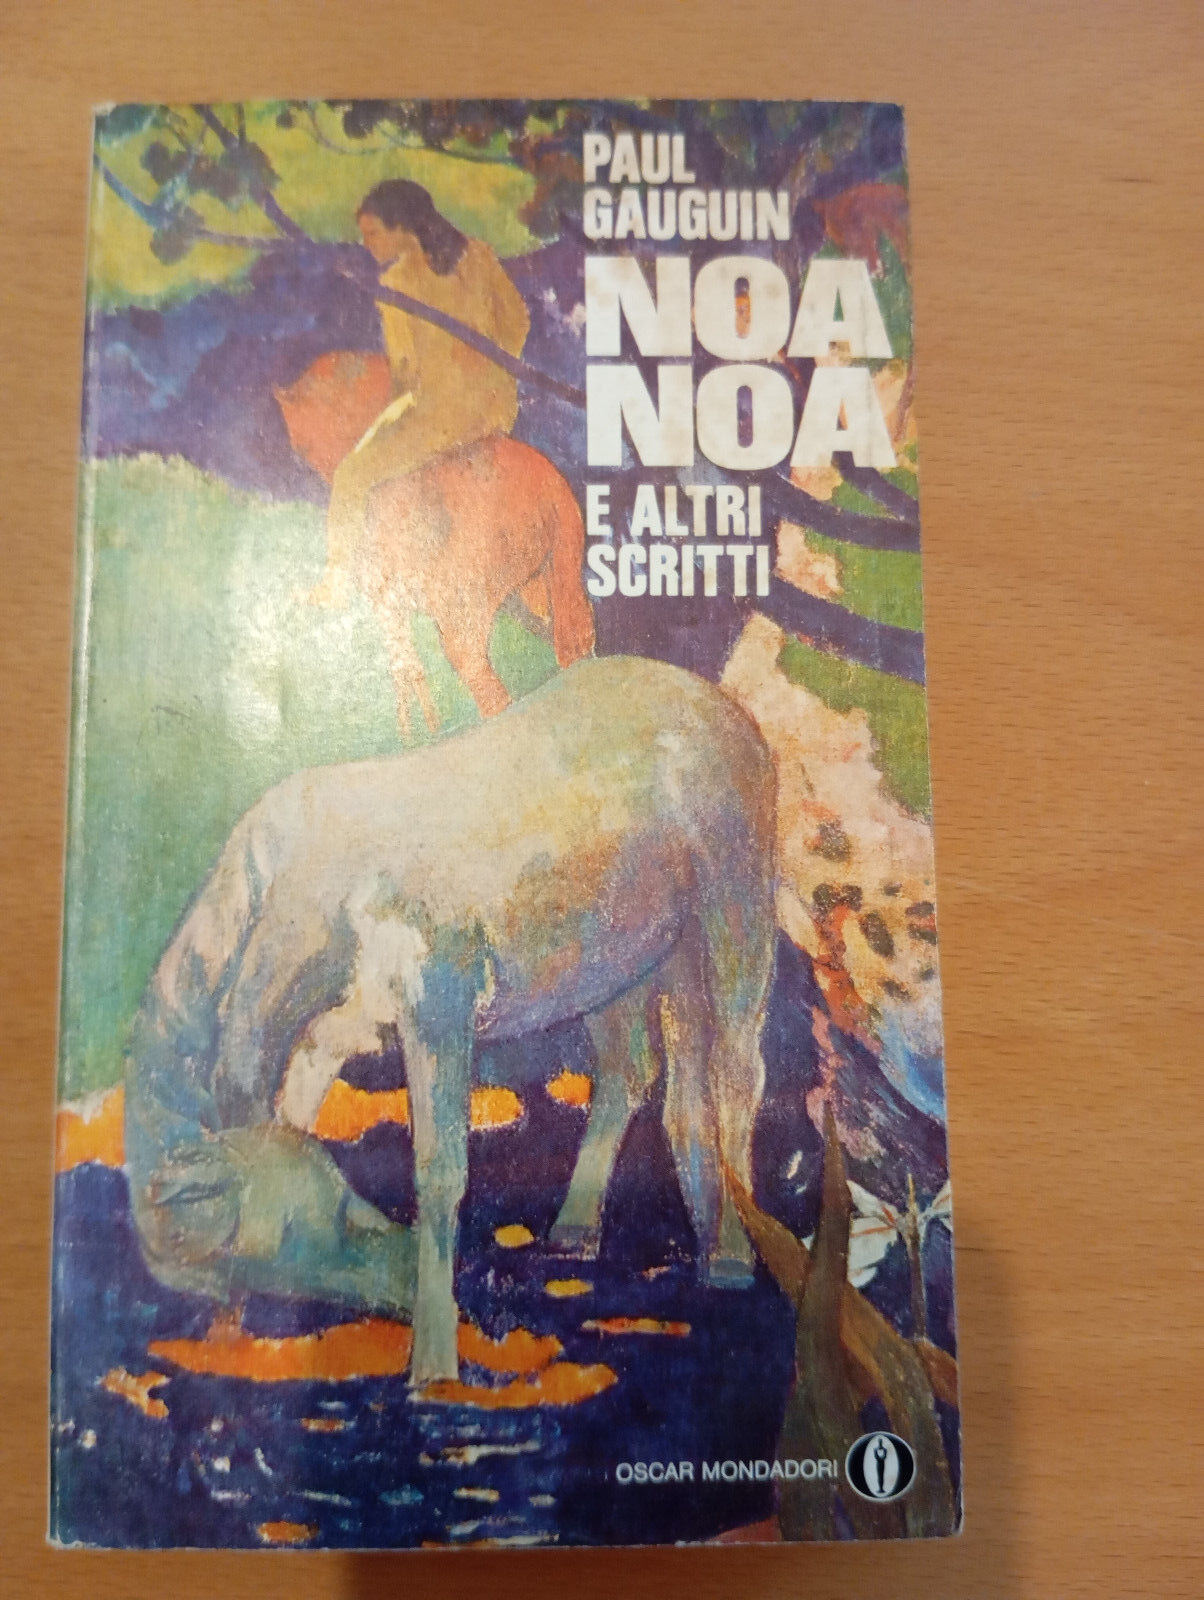 PAUL
GAUGUIN
NOA
NOA
E ALTRI
SCRITTI
OSCAR MONDADORI